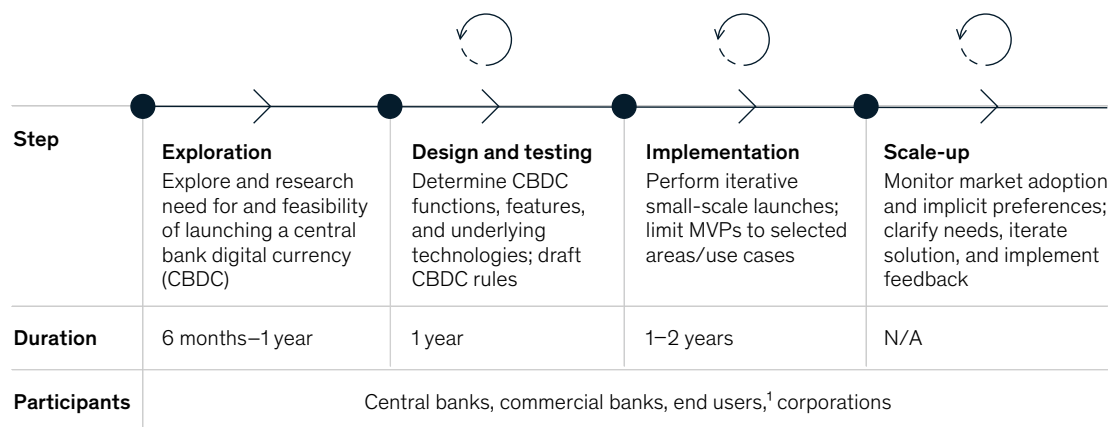 Step
Exploration
Explore and research
need for and feasibility
of launching a central
bank digital currency
(CBDC)
Design and testing
Determine CBDC
functions, features,
and underlying
technologies; draft
CBDC rules
Implementation
Perform iterative
small-scale launches;
limit MVPs to selected
areas/use cases
Scale-up
Monitor market adoption
and implicit preferences;
clarify needs, iterate
solution, and implement
feedback
Duration
6 months–1 year
1 year
1–2 years
N/A
Participants
Central banks, commercial banks, end users,¹ corporations